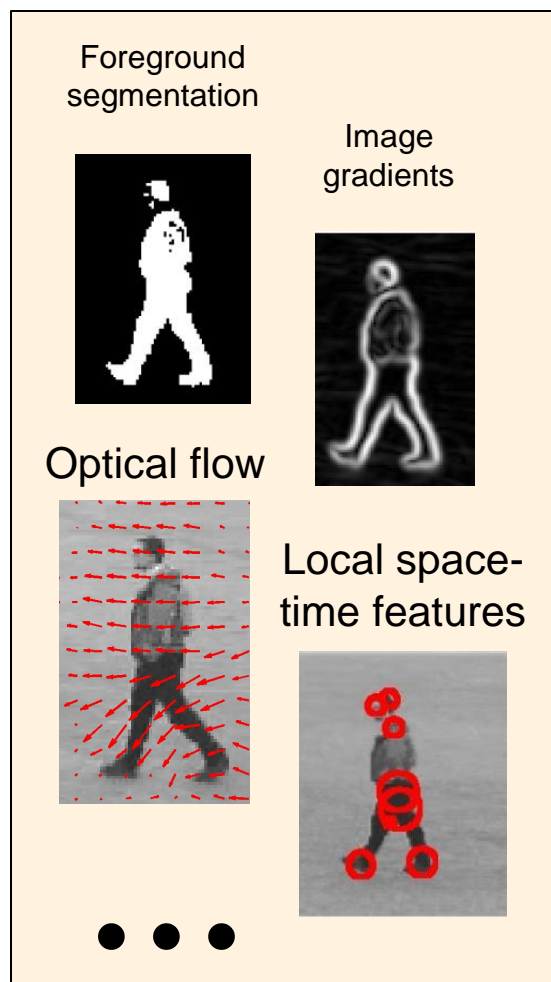 Foreground
segmentation
Image
gradients
Optical flow
Local space-
time features